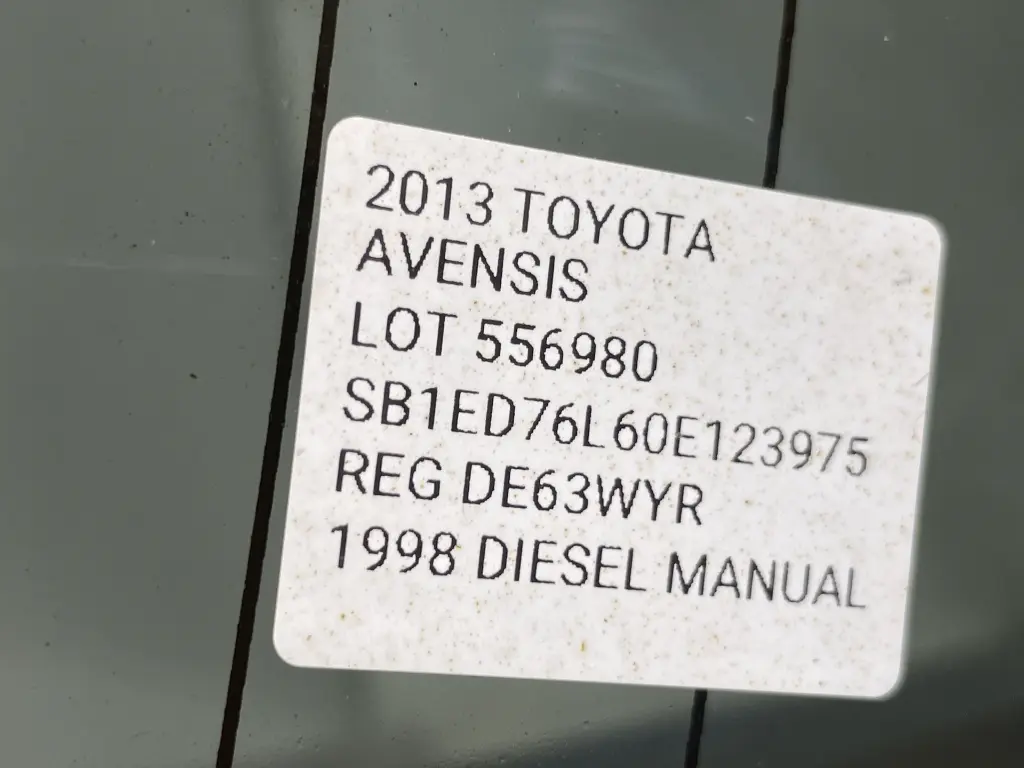 2013 TOYOTA
AVENSIS
LOT 556980
SB1ED76L60E123975
REG DE63WYR
1998 DIESEL MANUAL